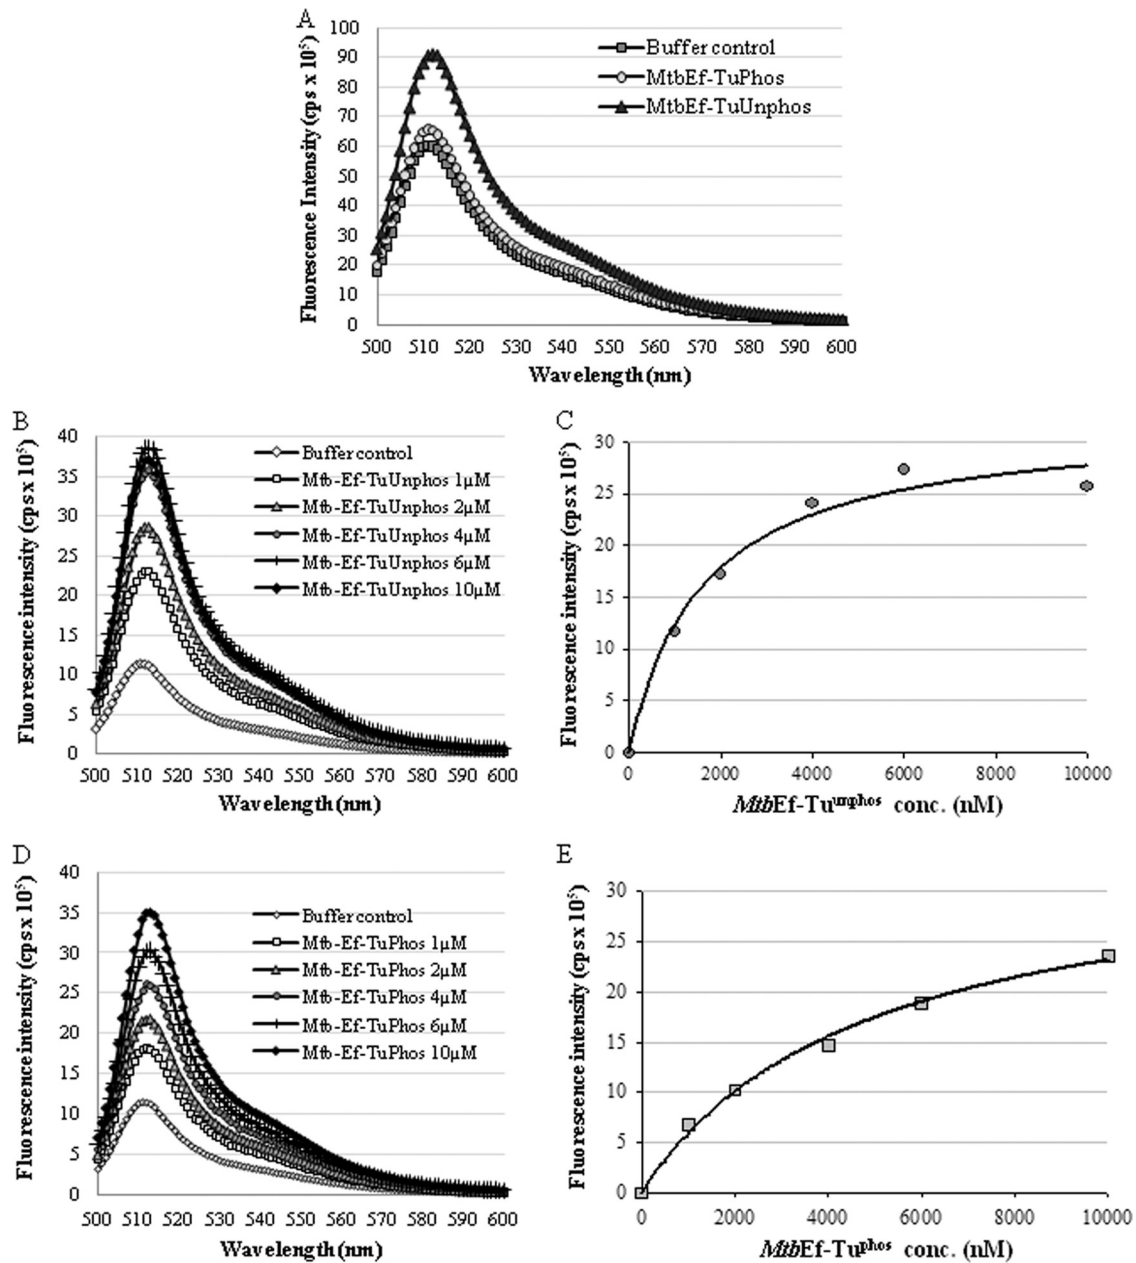 A
Fluorescence Intensity (cps x 10⁵)
100
90
80
70
60
50
40
30
20
10
0
Buffer control
MtbEf-TuPhos
MtbEf-TuUnphos
500 510 520 530 540 550 560 570 580 590 600
Wavelength (nm)
B
Fluorescence intensity (cps x 10⁵)
40
35
30
25
20
15
10
5
0
Buffer control
Mtb-Ef-TuUnphos 1µM
Mtb-Ef-TuUnphos 2µM
Mtb-Ef-TuUnphos 4µM
Mtb-Ef-TuUnphos 6µM
Mtb-Ef-TuUnphos 10µM
500 510 520 530 540 550 560 570 580 590 600
Wavelength (nm)
C
Fluorescence intensity (cps x 10⁵)
30
25
20
15
10
5
0
0 2000 4000 6000 8000 10000
MtbEf-Tuᵘⁿᵖʰᵒˢ conc. (nM)
D
Fluorescence intensity (cps x 10⁵)
40
35
30
25
20
15
10
5
0
Buffer control
Mtb-Ef-TuPhos 1µM
Mtb-Ef-TuPhos 2µM
Mtb-Ef-TuPhos 4µM
Mtb-Ef-TuPhos 6µM
Mtb-Ef-TuPhos 10µM
500 510 520 530 540 550 560 570 580 590 600
Wavelength (nm)
E
Fluorescence intensity (cps x 10⁵)
30
25
20
15
10
5
0
0 2000 4000 6000 8000 10000
MtbEf-Tuᵖʰᵒˢ conc. (nM)